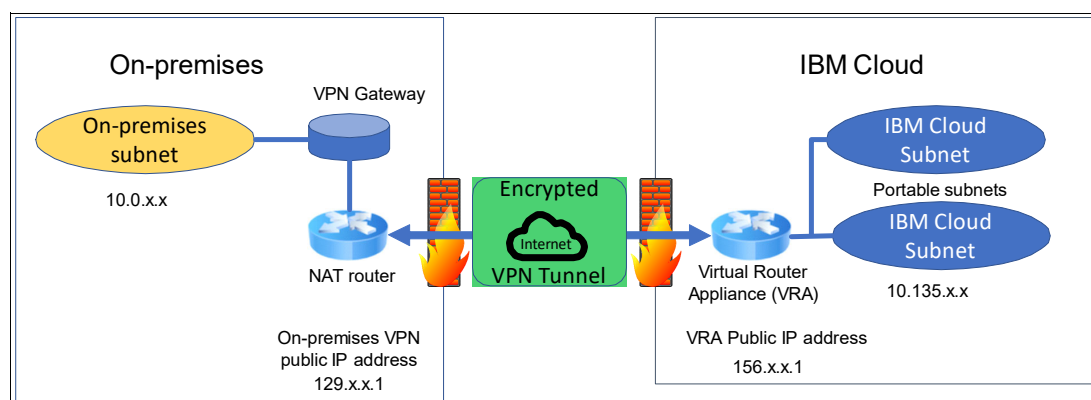 On-premises
VPN Gateway
On-premises
subnet
10.0.x.x
NAT router
On-premises VPN
public IP address
129.x.x.1
Encrypted
Internet
VPN Tunnel
IBM Cloud
IBM Cloud
Subnet
Portable subnets
IBM Cloud
Subnet
10.135.x.x
Virtual Router
Appliance (VRA)
VRA Public IP address
156.x.x.1